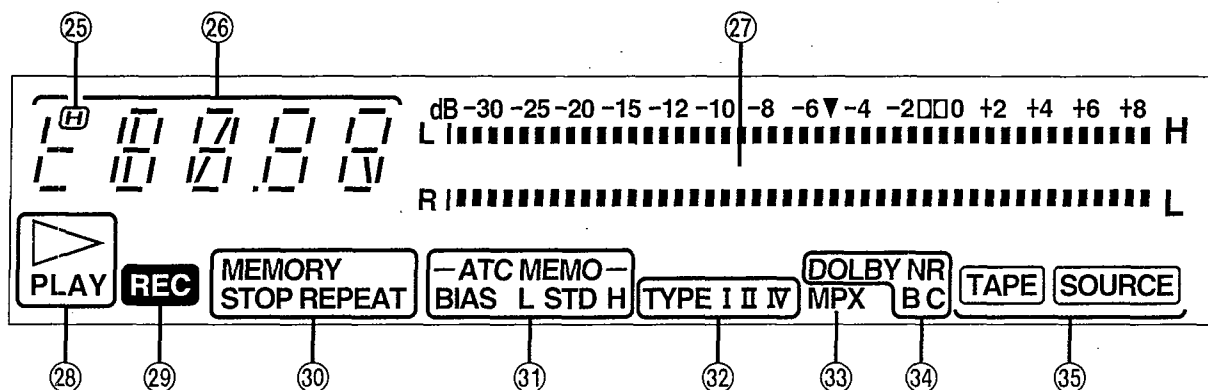 ㉕ ㉖ ㉗
H
dB -30 -25 -20 -15 -12 -10 -8 -6▼-4 -2 0 +2 +4 +6 +8
L H
R L
PLAY
REC
MEMORY
STOP REPEAT
–ATC MEMO–
BIAS L STD H
TYPE I II IV
DOLBY NR
MPX B C
TAPE SOURCE
㉘ ㉙ ㉚ ㉛ ㉜ ㉝ ㉞ ㉟